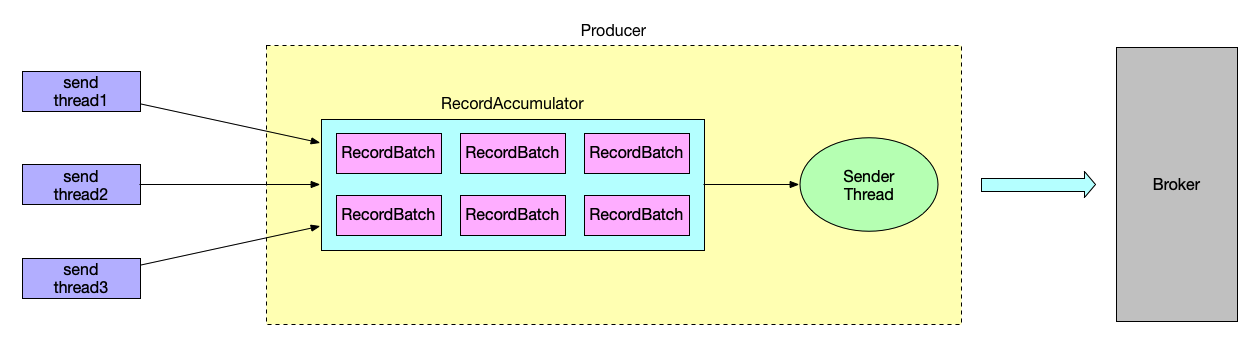 Producer
send
thread1
RecordAccumulator
RecordBatch RecordBatch RecordBatch
send
thread2
Sender
Thread
Broker
RecordBatch RecordBatch RecordBatch
send
thread3